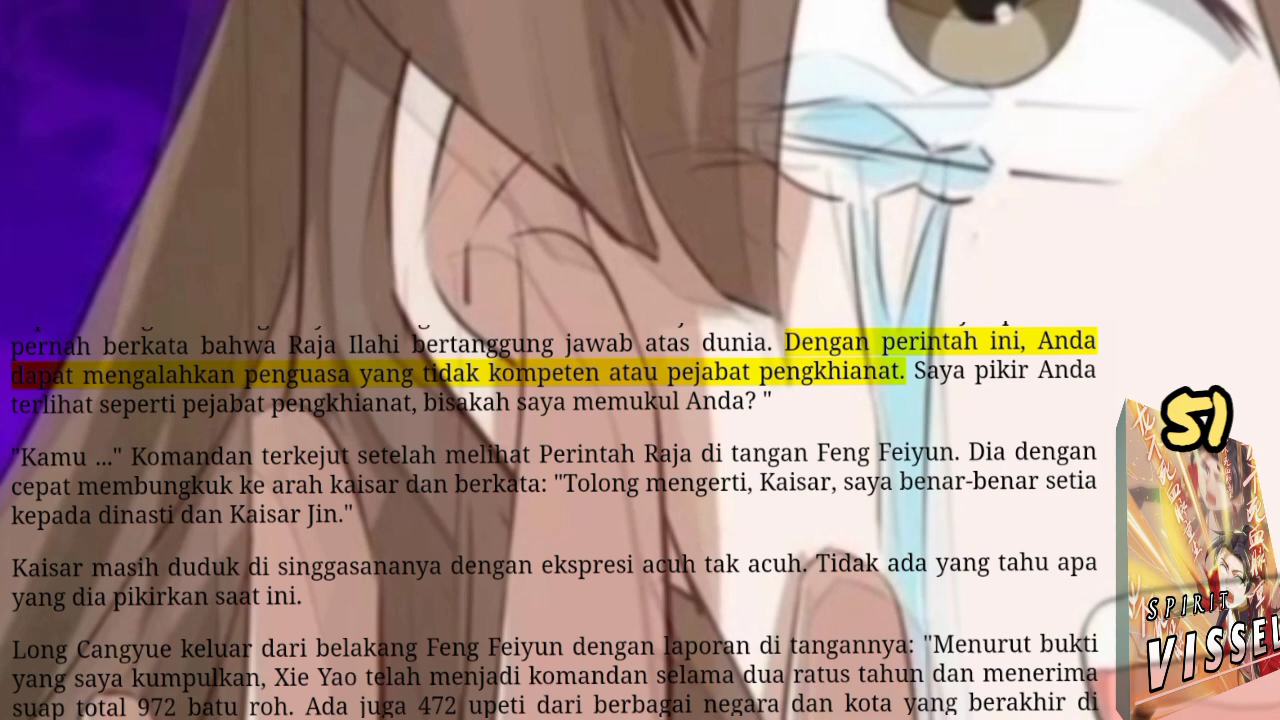 pernah berkata bahwa Raja Ilahi bertanggung jawab atas dunia. Dengan perintah ini, Anda
dapat mengalahkan penguasa yang tidak kompeten atau pejabat pengkhianat. Saya pikir Anda
terlihat seperti pejabat pengkhianat, bisakah saya memukul Anda? "
"Kamu ..." Komandan terkejut setelah melihat Perintah Raja di tangan Feng Feiyun. Dia dengan
cepat membungkuk ke arah kaisar dan berkata: "Tolong mengerti, Kaisar, saya benar-benar setia
kepada dinasti dan Kaisar Jin."
Kaisar masih duduk di singgasananya dengan ekspresi acuh tak acuh. Tidak ada yang tahu apa
yang dia pikirkan saat ini.
Long Cangyue keluar dari belakang Feng Feiyun dengan laporan di tangannya: "Menurut bukti
yang saya kumpulkan, Xie Yao telah menjadi komandan selama dua ratus tahun dan menerima
suap total 972 batu roh. Ada juga 472 upeti dari berbagai negara dan kota yang berakhir di
51
SPIRIT
VISSEL